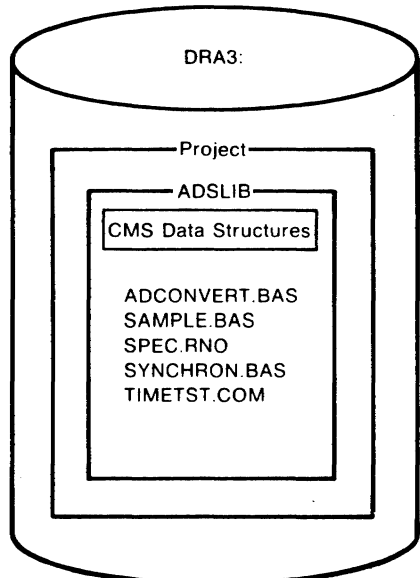 DRA3:
Project
ADSLIB
CMS Data Structures
ADCONVERT.BAS
SAMPLE.BAS
SPEC.RNO
SYNCHRON.BAS
TIMETST.COM